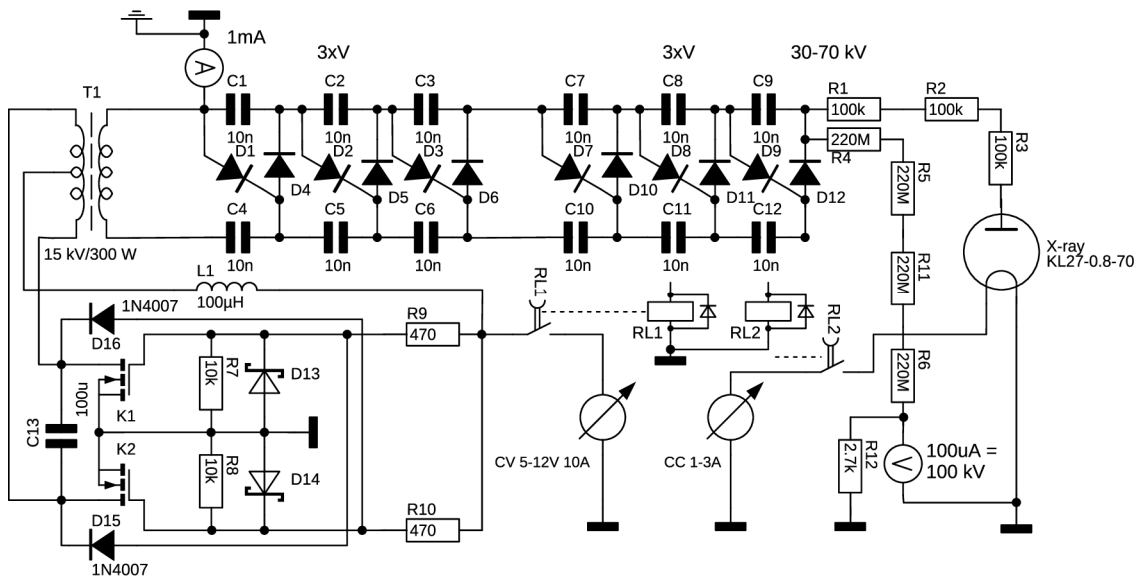 1mA
3xV
3xV
30-70 kV
T1
A
C1
C2
C3
C7
C8
C9
R1
R2
100k
100k
10n
10n
10n
10n
10n
10n
R3
100k
D1
D2
D3
D7
D8
D9
220M
R4
D4
D5
D6
D10
D11
D12
R5
220M
C4
C5
C6
C10
C11
C12
10n
10n
10n
10n
10n
10n
15 kV/300 W
X-ray
KL27-0.8-70
L1
100µH
RL1
R11
220M
1N4007
D16
R9
470
RL1
RL2
RL2
R7
10k
D13
R6
220M
100u
C13
K1
K2
R8
10k
D14
CV 5-12V 10A
CC 1-3A
R12
2.7k
V
100uA =
100 kV
D15
1N4007
R10
470